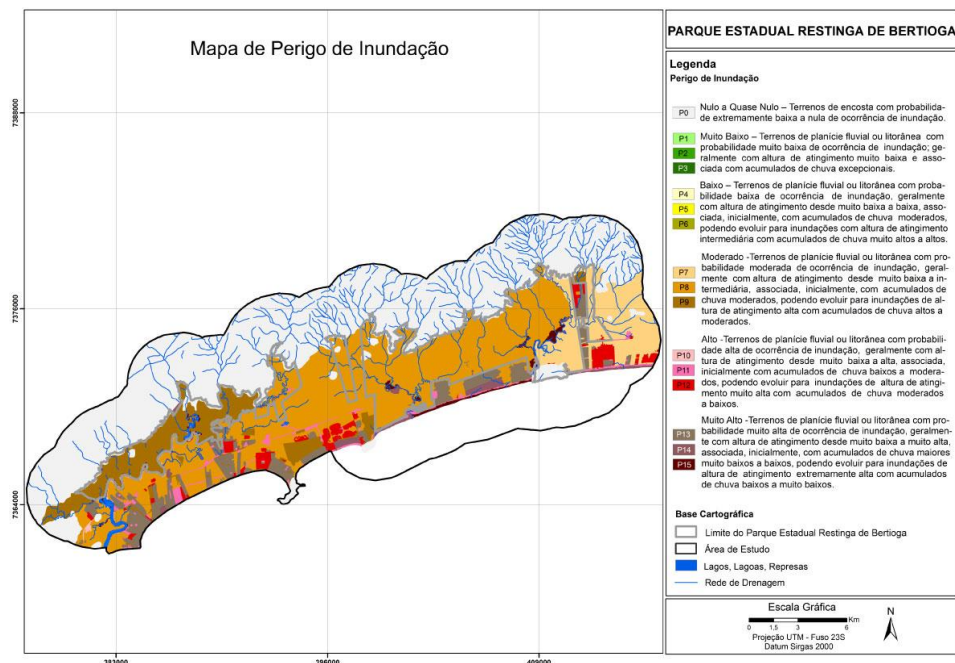 Mapa de Perigo de Inundação
7388000
7376000
7364000
383000
396000
409000
PARQUE ESTADUAL RESTINGA DE BERTIOGA
Legenda
Perigo de Inundação
P0
Nulo a Quase Nulo – Terrenos de encosta com probabilida-
de extremamente baixa a nula de ocorrência de inundação.
P1
P2
P3
Muito Baixo – Terrenos de planície fluvial ou litorânea com
probabilidade muito baixa de ocorrência de inundação; ge-
ralmente com altura de atingimento muito baixa e asso-
ciada com acumulados de chuva excepcionais.
P4
P5
P6
Baixo – Terrenos de planície fluvial ou litorânea com proba-
bilidade baixa de ocorrência de inundação, geralmente
com altura de atingimento desde muito baixa a baixa, asso-
ciada, inicialmente, com acumulados de chuva moderados,
podendo evoluir para inundações com altura de atingimento
intermediária com acumulados de chuva muito altos a altos.
P7
P8
P9
Moderado -Terrenos de planície fluvial ou litorânea com pro-
babilidade moderada de ocorrência de inundação, geral-
mente com altura de atingimento desde muito baixa a in-
termediária, associada, inicialmente, com acumulados de
chuva moderados, podendo evoluir para inundações de al-
tura de atingimento alta com acumulados de chuva altos a
moderados.
P10
P11
P12
Alto -Terrenos de planície fluvial ou litorânea com probabili-
dade alta de ocorrência de inundação, geralmente com al-
tura de atingimento desde muito baixa a alta, associada,
inicialmente com acumulados de chuva baixos a modera-
dos, podendo evoluir para inundações de altura de atingi-
mento muito alta com acumulados de chuva moderados
a baixos.
P13
P14
P15
Muito Alto -Terrenos de planície fluvial ou litorânea com pro-
babilidade muito alta de ocorrência de inundação, geralmen-
te com altura de atingimento desde muito baixa a muito alta,
associada, inicialmente, com acumulados de chuva maiores
muito baixos a baixos, podendo evoluir para inundações de
altura de atingimento extremamente alta com acumulados
de chuva baixos a muito baixos.
Base Cartográfica
Limite do Parque Estadual Restinga de Bertioga
Área de Estudo
Lagos, Lagoas, Represas
Rede de Drenagem
Escala Gráfica
Km
0 1,5 3 6
Projeção UTM - Fuso 23S
Datum Sirgas 2000
N